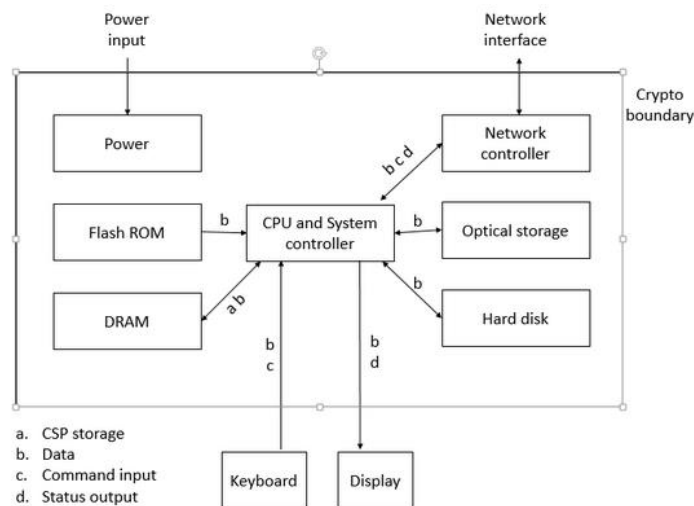 Power
input
Network
interface
Crypto
boundary
Power
Network
controller
b c d
Flash ROM
b
CPU and System
controller
b
Optical storage
DRAM
a b
b
Hard disk
b
c
b
d
a. CSP storage
b. Data
c. Command input
d. Status output
Keyboard
Display